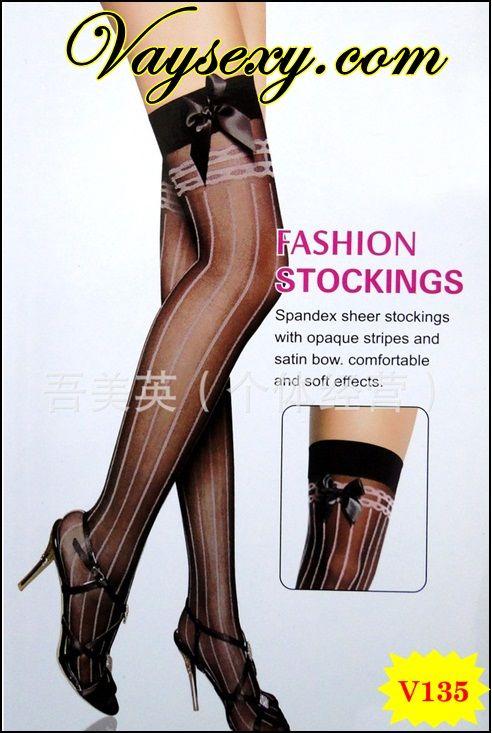 Vaysexy.com
FASHION
STOCKINGS
Spandex sheer stockings
with opaque stripes and
satin bow. comfortable
and soft effects.
吾美英（个体经营）
V135